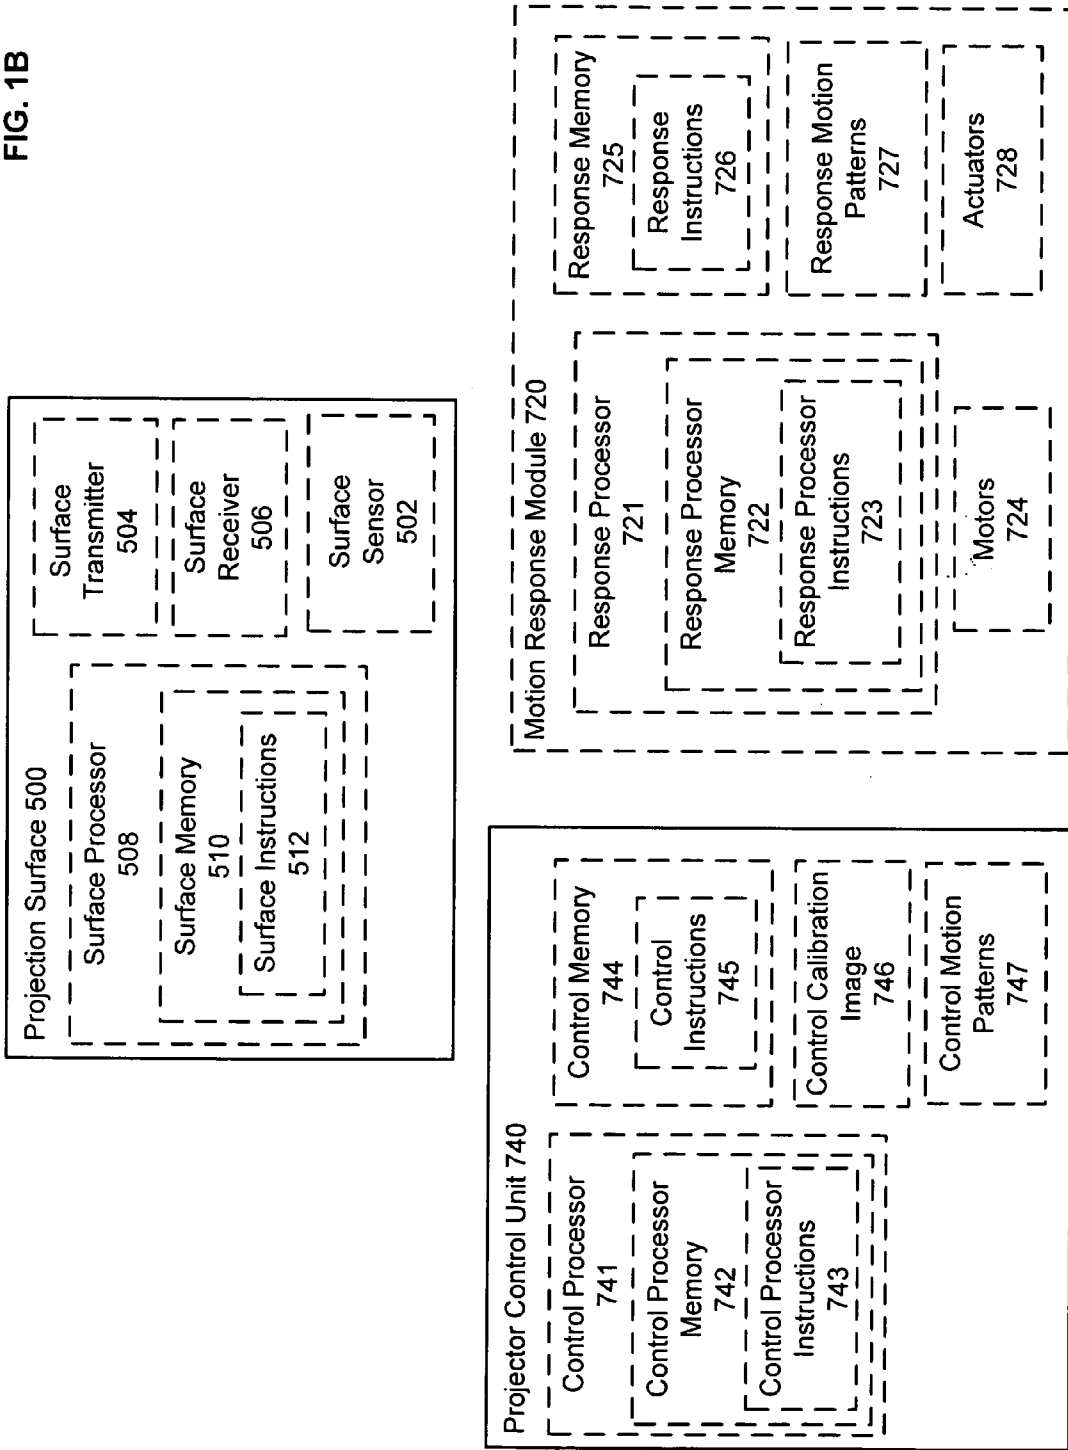 FIG. 1B
Projection Surface 500
Surface Processor
508
Surface Memory
510
Surface Instructions
512
Surface
Transmitter
504
Surface
Receiver
506
Surface
Sensor
502
Projector Control Unit 740
Control Processor
741
Control Processor
Memory
742
Control Processor
Instructions
743
Control Memory
744
Control
Instructions
745
Control Calibration
Image
746
Control Motion
Patterns
747
Motion Response Module 720
Response Processor
721
Response Processor
Memory
722
Response Processor
Instructions
723
Motors
724
Response Memory
725
Response
Instructions
726
Response Motion
Patterns
727
Actuators
728